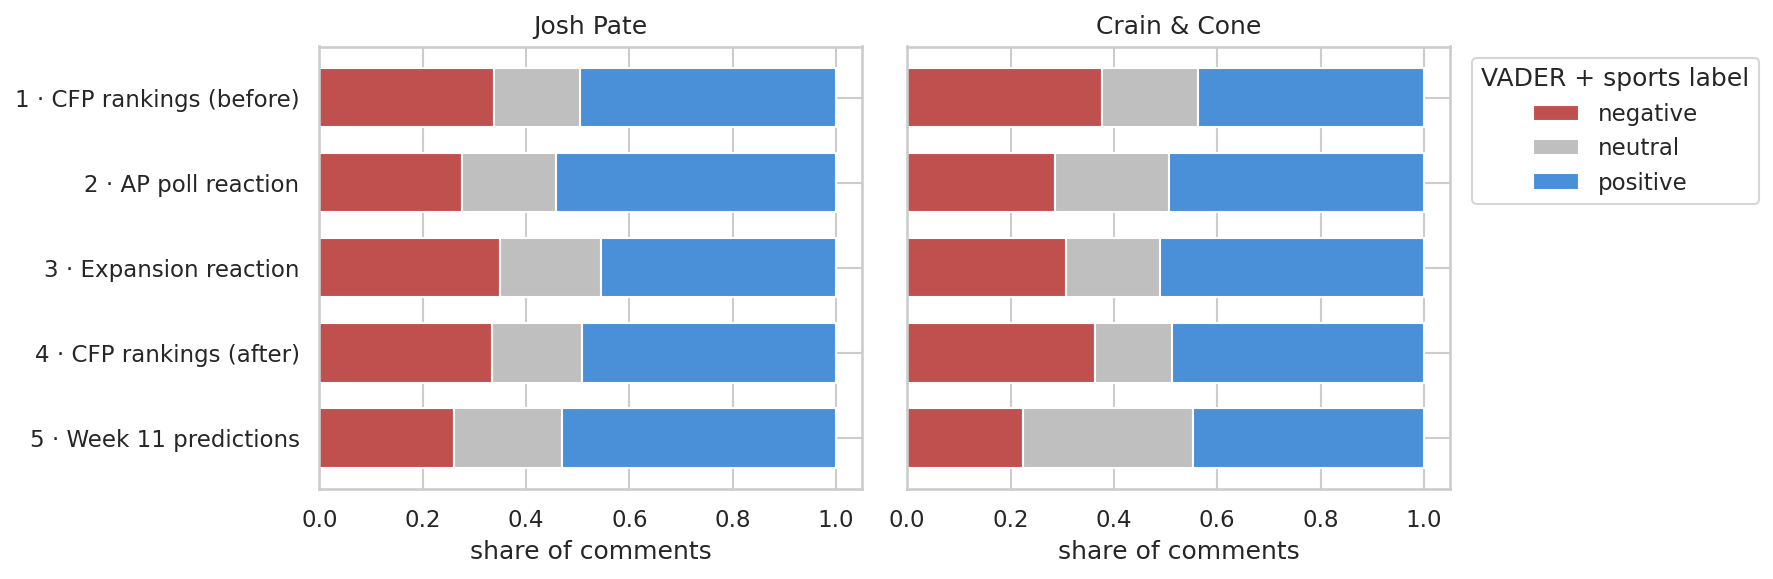 Josh Pate
Crain & Cone
1 · CFP rankings (before)
2 · AP poll reaction
3 · Expansion reaction
4 · CFP rankings (after)
5 · Week 11 predictions
0.0 0.2 0.4 0.6 0.8 1.0
share of comments
0.0 0.2 0.4 0.6 0.8 1.0
share of comments
VADER + sports label
negative
neutral
positive